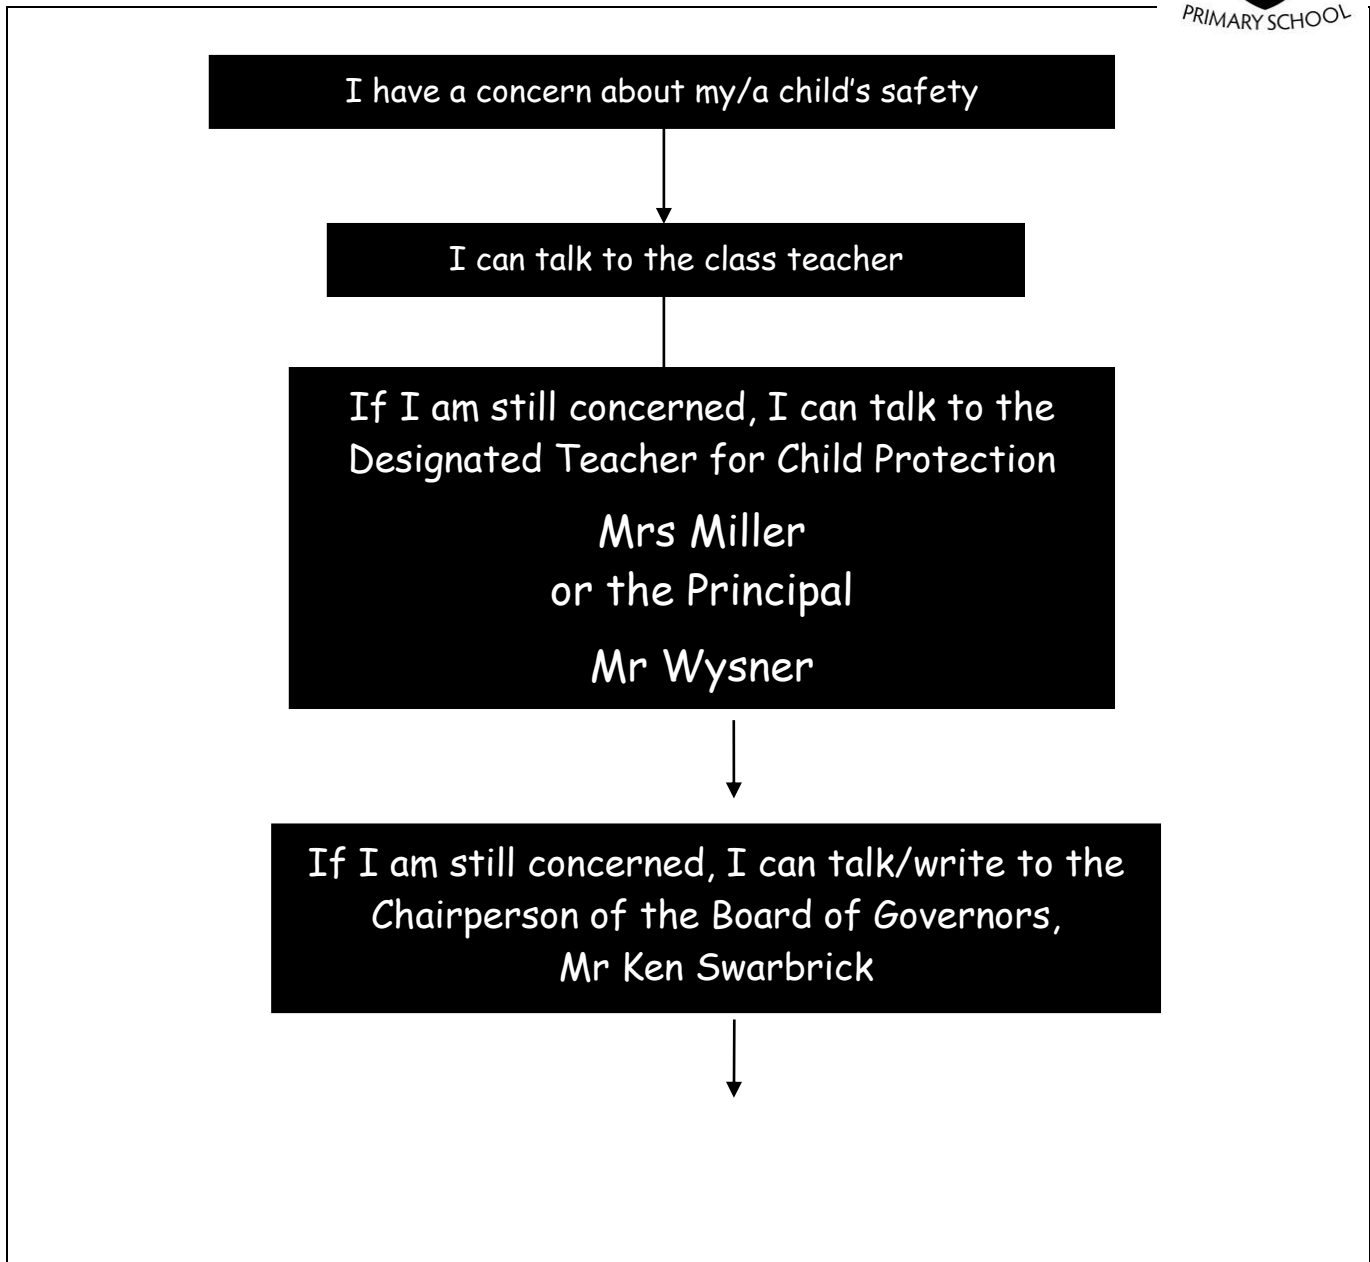 PRIMARY SCHOOL
I have a concern about my/a child's safety
I can talk to the class teacher
If I am still concerned, I can talk to the
Designated Teacher for Child Protection
Mrs Miller
or the Principal
Mr Wysner
If I am still concerned, I can talk/write to the
Chairperson of the Board of Governors,
Mr Ken Swarbrick